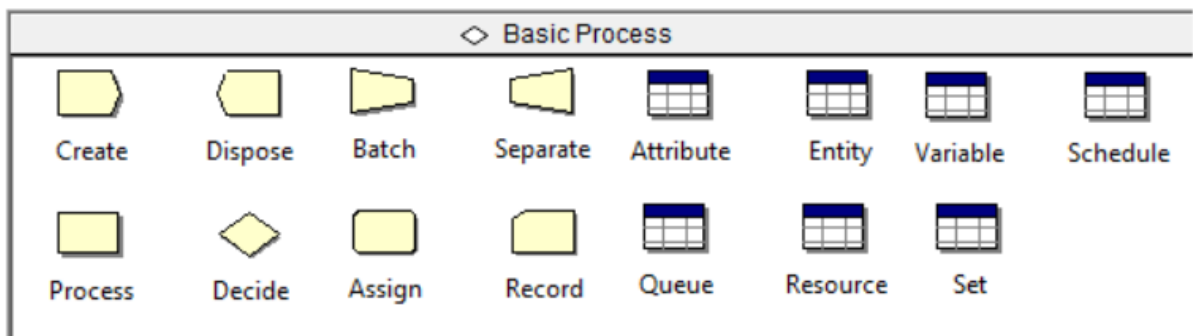 Basic Process
Create Dispose Batch Separate Attribute Entity Variable Schedule
Process Decide Assign Record Queue Resource Set